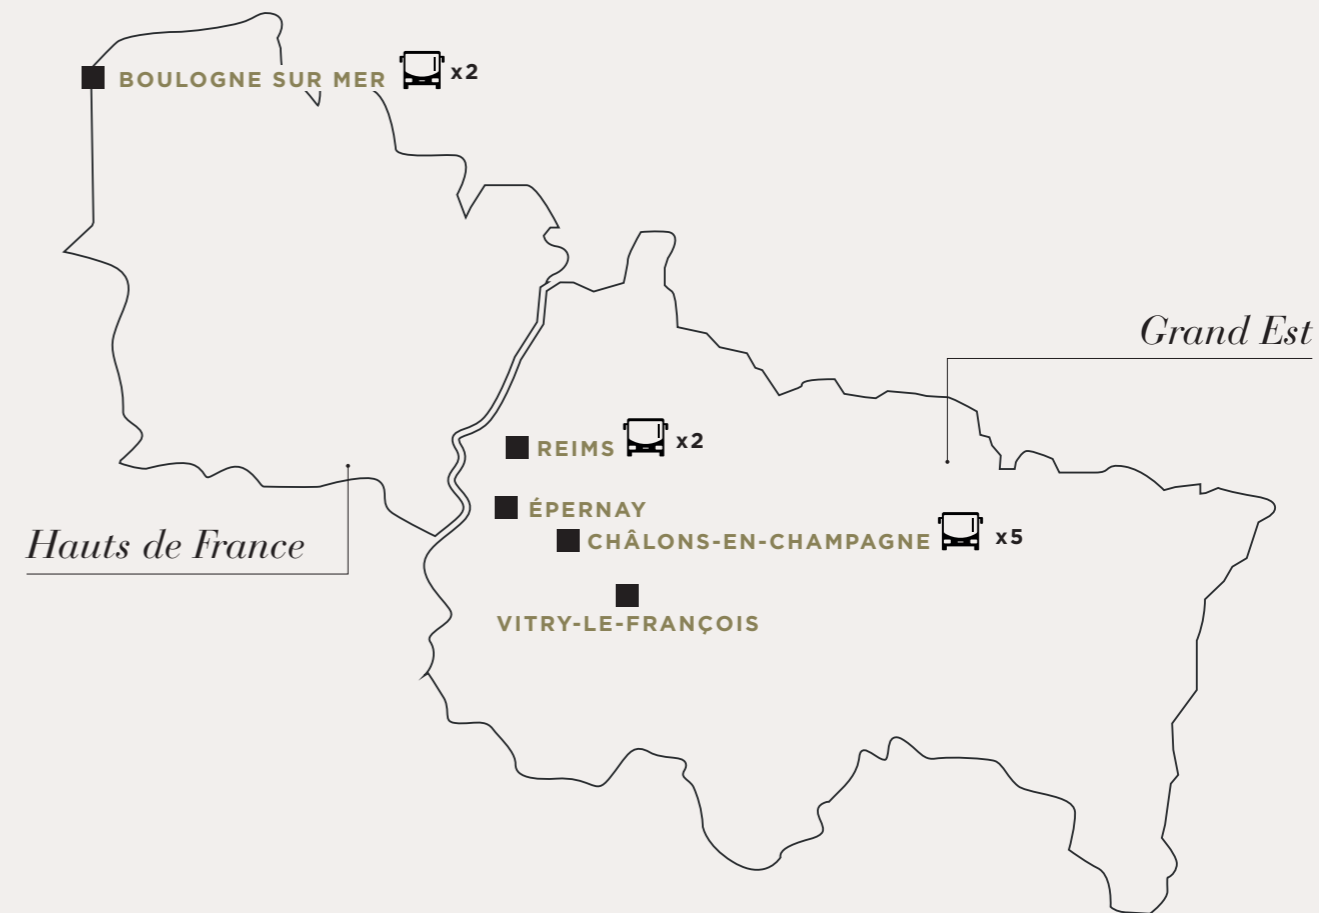 BOULOGNE SUR MER x2
Grand Est
REIMS x2
ÉPERNAY
CHÂLONS-EN-CHAMPAGNE x5
Hauts de France
VITRY-LE-FRANÇOIS